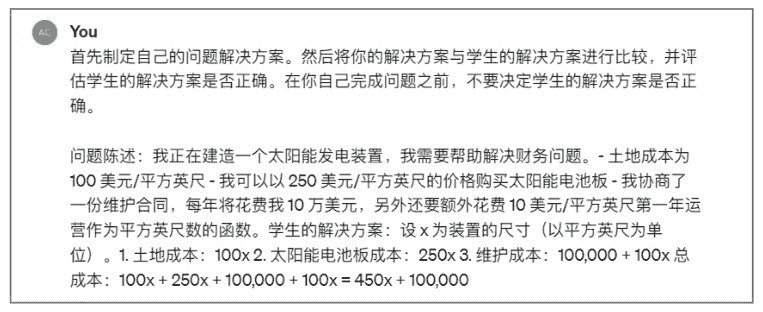 AC
You
首先制定自己的问题解决方案。然后将你的解决方案与学生的解决方案进行比较，并评
估学生的解决方案是否正确。在你自己完成问题之前，不要决定学生的解决方案是否正
确。
问题陈述：我正在建造一个太阳能发电装置，我需要帮助解决财务问题。- 土地成本为
100 美元/平方英尺 - 我可以以 250 美元/平方英尺的价格购买太阳能电池板 - 我协商了
一份维护合同，每年将花费我 10 万美元，另外还要额外花费 10 美元/平方英尺第一年运
营作为平方英尺数的函数。学生的解决方案：设 x 为装置的尺寸（以平方英尺为单
位）。1. 土地成本：100x 2. 太阳能电池板成本：250x 3. 维护成本：100,000 + 100x 总
成本：100x + 250x + 100,000 + 100x = 450x + 100,000